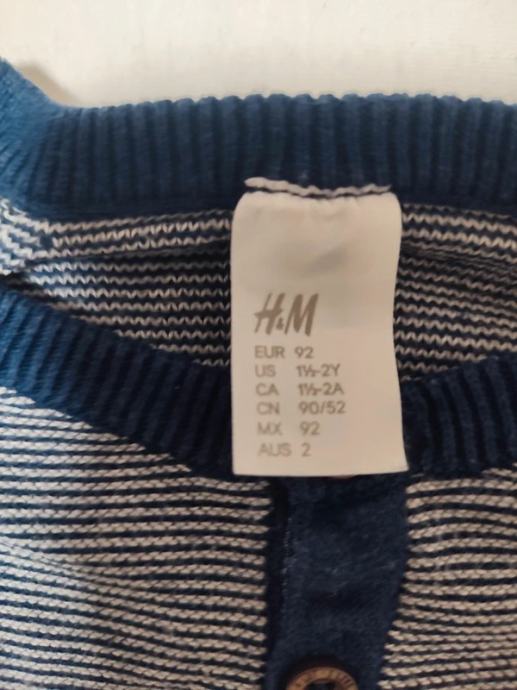 H&M
EUR 92
US 1½-2Y
CA 1½-2A
CN 90/52
MX 92
AUS 2